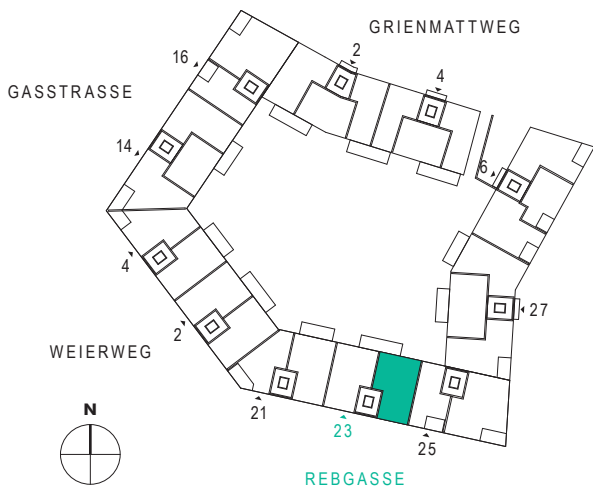 GRIENMATTWEG
2
16
4
GASSTRASSE
14
6
4
27
2
WEIERWEG
21
23
25
N
REBGASSE